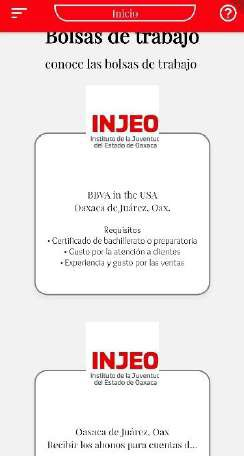 Inicio
?
Bolsas de trabajo
conoce las bolsas de trabajo
INJEO
Instituto de la Juventud
del Estado de Oaxaca
BBVA in the USA
Oaxaca de Juárez, Oax.
Requisitos
• Certificado de bachillerato o preparatoria
• Gusto por la atención a clientes
• Experiencia y gusto por las ventas
INJEO
Instituto de la Juventud
del Estado de Oaxaca
Oaxaca de Juárez, Oax
Recibir los abonos para cuentas d...